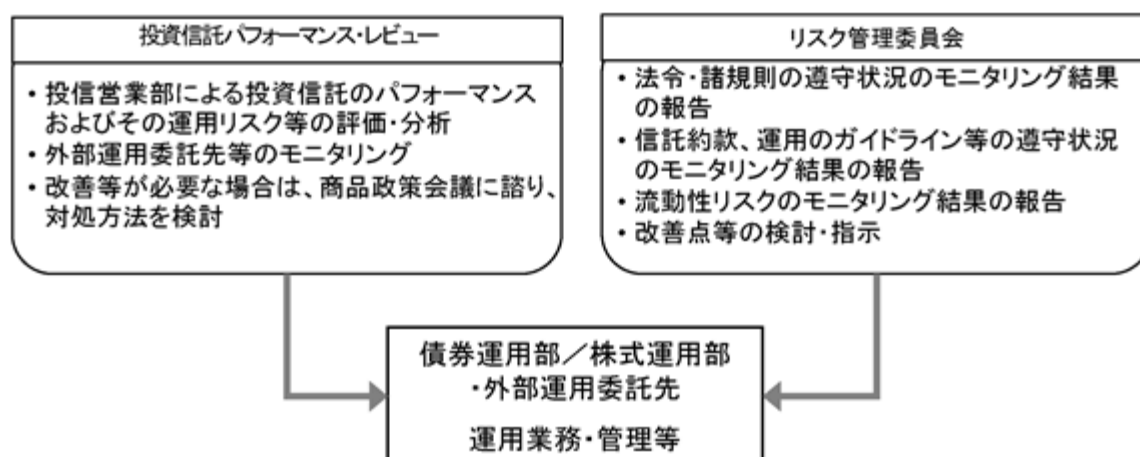 投資信託パフォーマンス・レビュー
・投信営業部による投資信託のパフォーマンス
およびその運用リスク等の評価・分析
・外部運用委託先等のモニタリング
・改善等が必要な場合は、商品政策会議に諮り、
対処方法を検討
リスク管理委員会
・法令・諸規則の遵守状況のモニタリング結果
の報告
・信託約款、運用のガイドライン等の遵守状況
のモニタリング結果の報告
・流動性リスクのモニタリング結果の報告
・改善点等の検討・指示
債券運用部／株式運用部
・外部運用委託先
運用業務・管理等